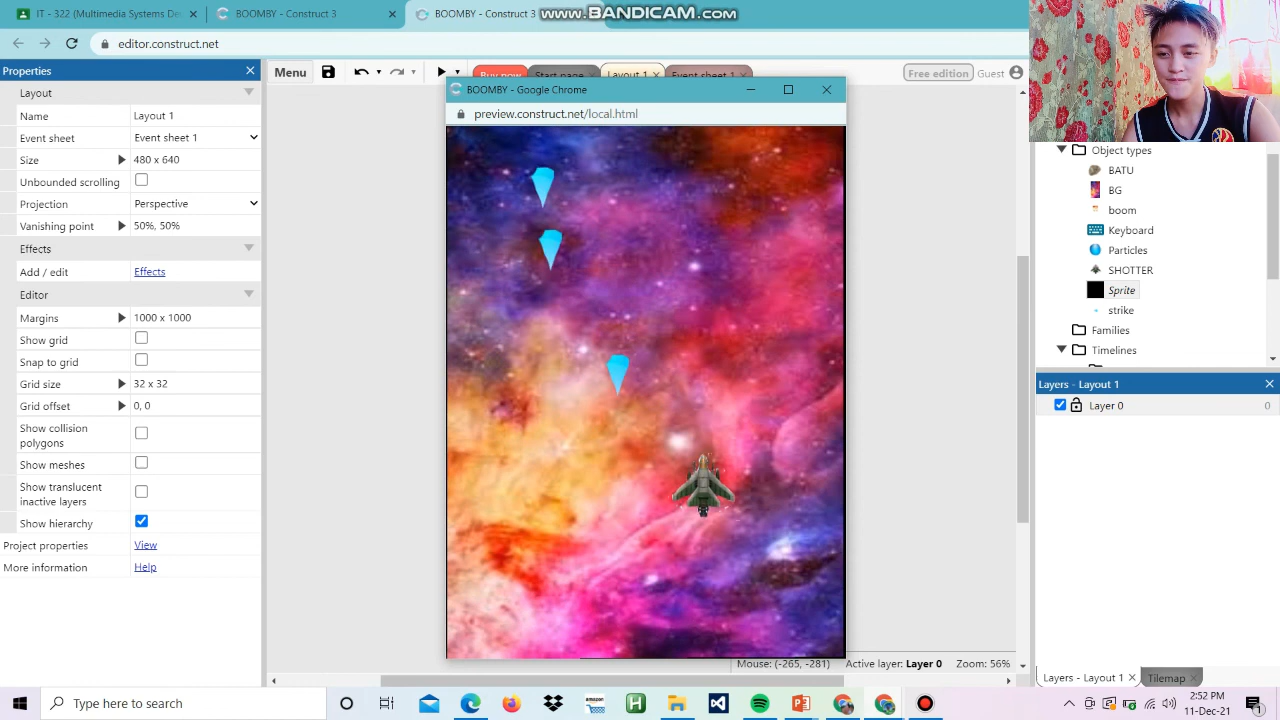 IT - 322 (Multimedia Systems De
BOOMBY - Construct 3
BOOMBY - Construct 3
www.BANDICAM.com
editor.construct.net
Properties
Menu
Buy now
Start page
Layout 1
Event sheet 1
Free edition
Guest
BOOMBY - Google Chrome
preview.construct.net/local.html
Layout
Name
Layout 1
Event sheet
Event sheet 1
Size
480 x 640
Unbounded scrolling
Projection
Perspective
Vanishing point
50%, 50%
Effects
Add / edit
Effects
Editor
Margins
1000 x 1000
Show grid
Snap to grid
Grid size
32 x 32
Grid offset
0, 0
Show collision
polygons
Show meshes
Show translucent
inactive layers
Show hierarchy
Project properties
View
More information
Help
Object types
BATU
BG
boom
Keyboard
Particles
SHOTTER
Sprite
strike
Families
Timelines
Layers - Layout 1
Layer 0
0
Mouse: (-265, -281)
Active layer: Layer 0
Zoom: 56%
Layers - Layout 1
Tilemap
Type here to search
amazon
2:52 PM
11-Dec-21
1